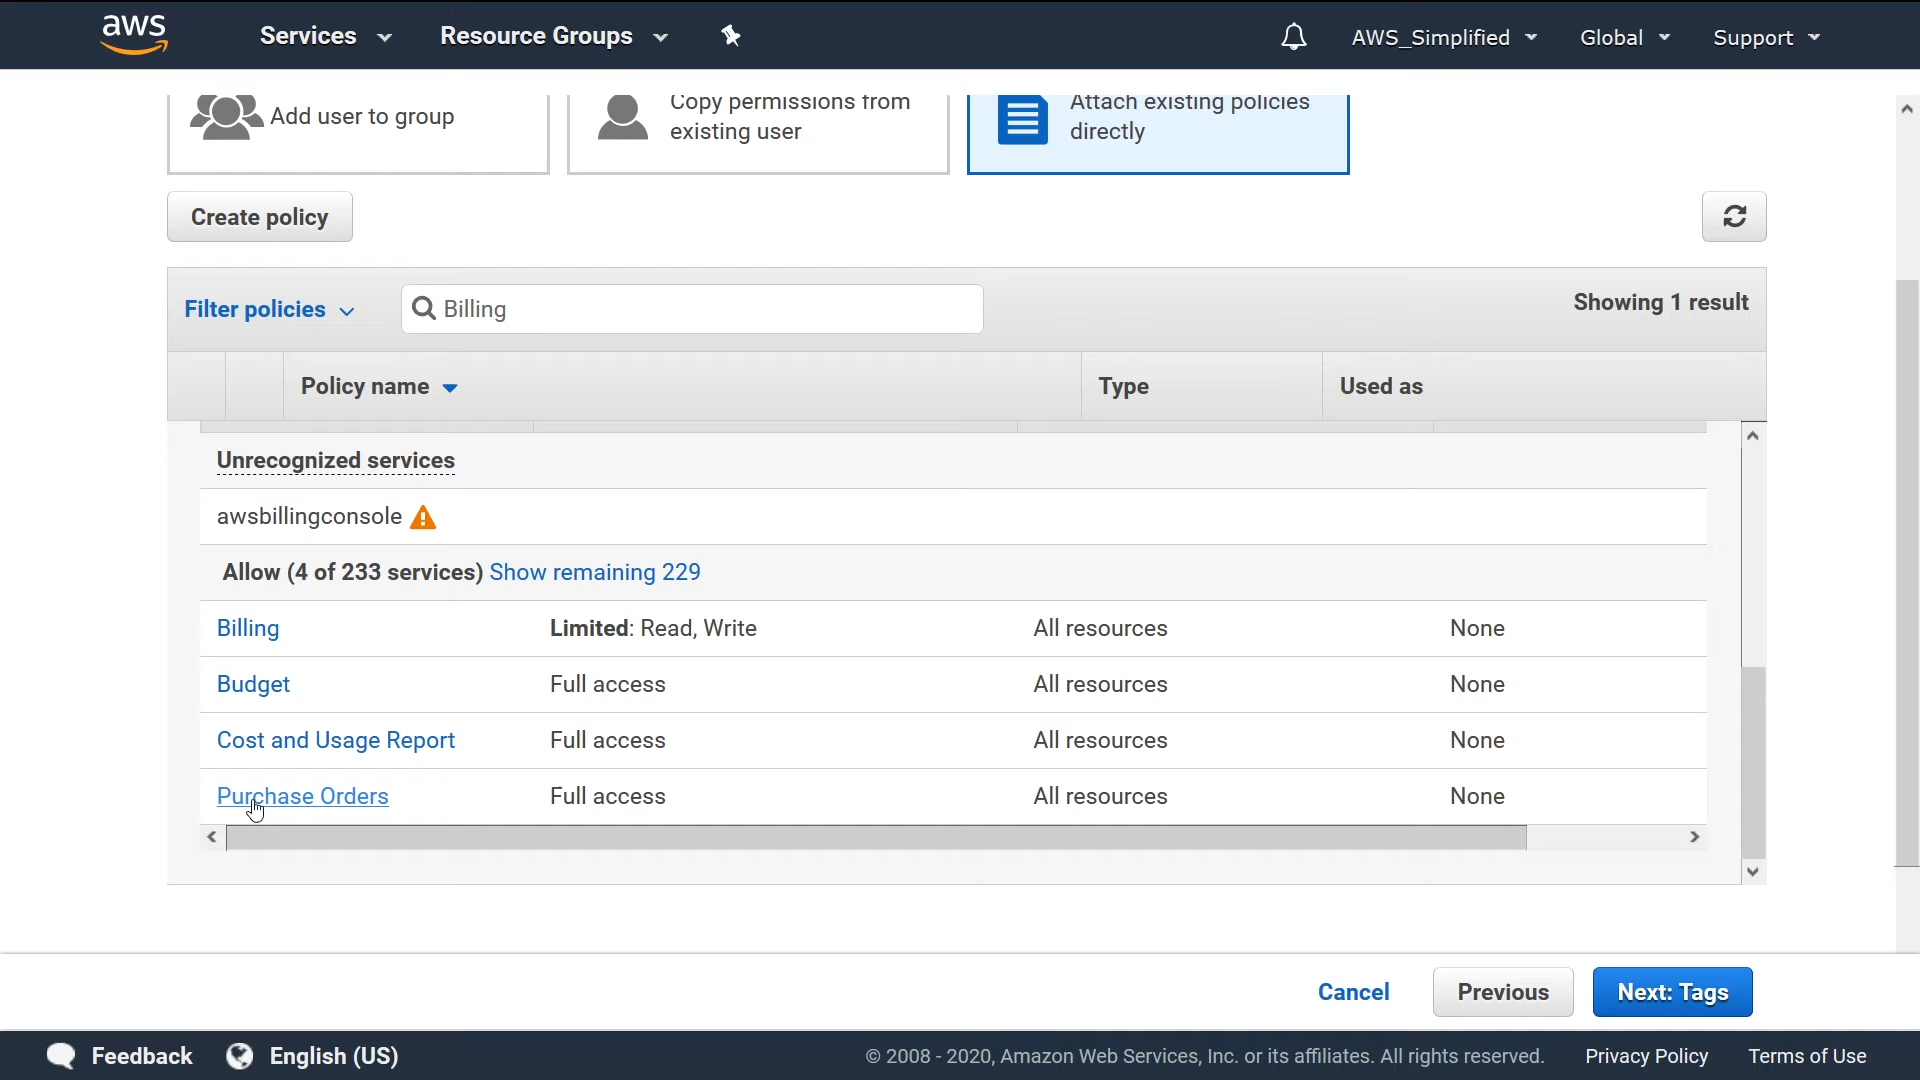 aws Services Resource Groups AWS_Simplified Global Support
Add user to group
Copy permissions from
existing user
Attach existing policies
directly
Create policy
Filter policies Billing Showing 1 result
Policy name Type Used as
Unrecognized services
awsbillingconsole
Allow (4 of 233 services) Show remaining 229
Billing Limited: Read, Write All resources None
Budget Full access All resources None
Cost and Usage Report Full access All resources None
Purchase Orders Full access All resources None
Cancel Previous Next: Tags
Feedback English (US) © 2008 - 2020, Amazon Web Services, Inc. or its affiliates. All rights reserved. Privacy Policy Terms of Use